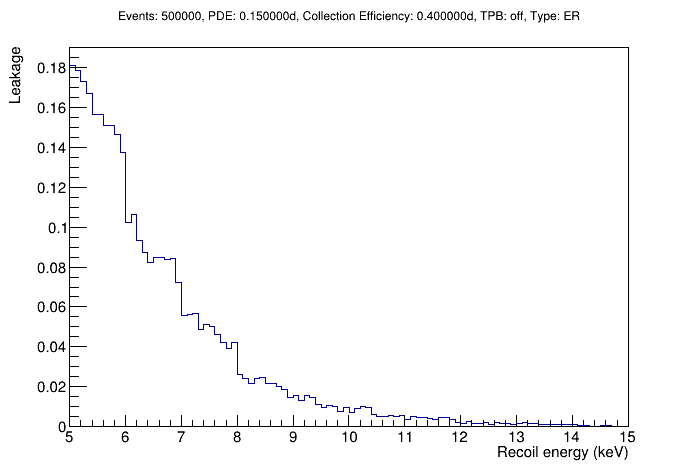 Events: 500000, PDE: 0.150000d, Collection Efficiency: 0.400000d, TPB: off, Type: ER
Leakage
0.18
0.16
0.14
0.12
0.1
0.08
0.06
0.04
0.02
0
5 6 7 8 9 10 11 12 13 14 15
Recoil energy (keV)